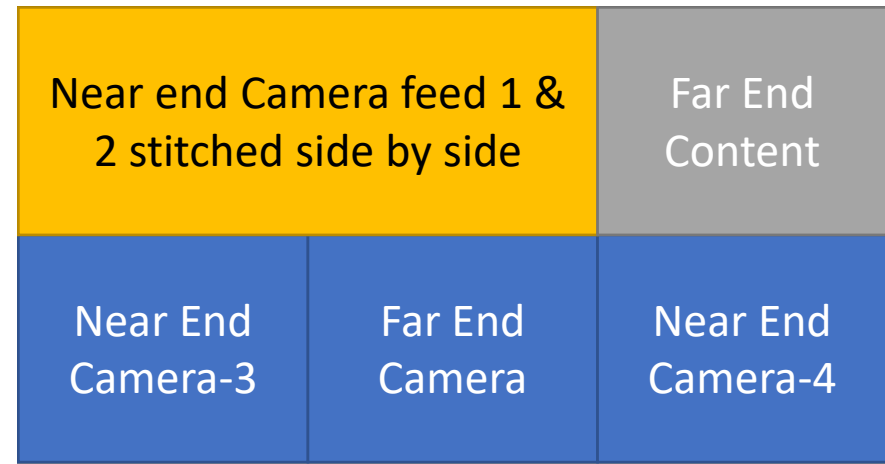 Near end Camera feed 1 &
2 stitched side by side
Far End
Content
Near End
Camera-3
Far End
Camera
Near End
Camera-4